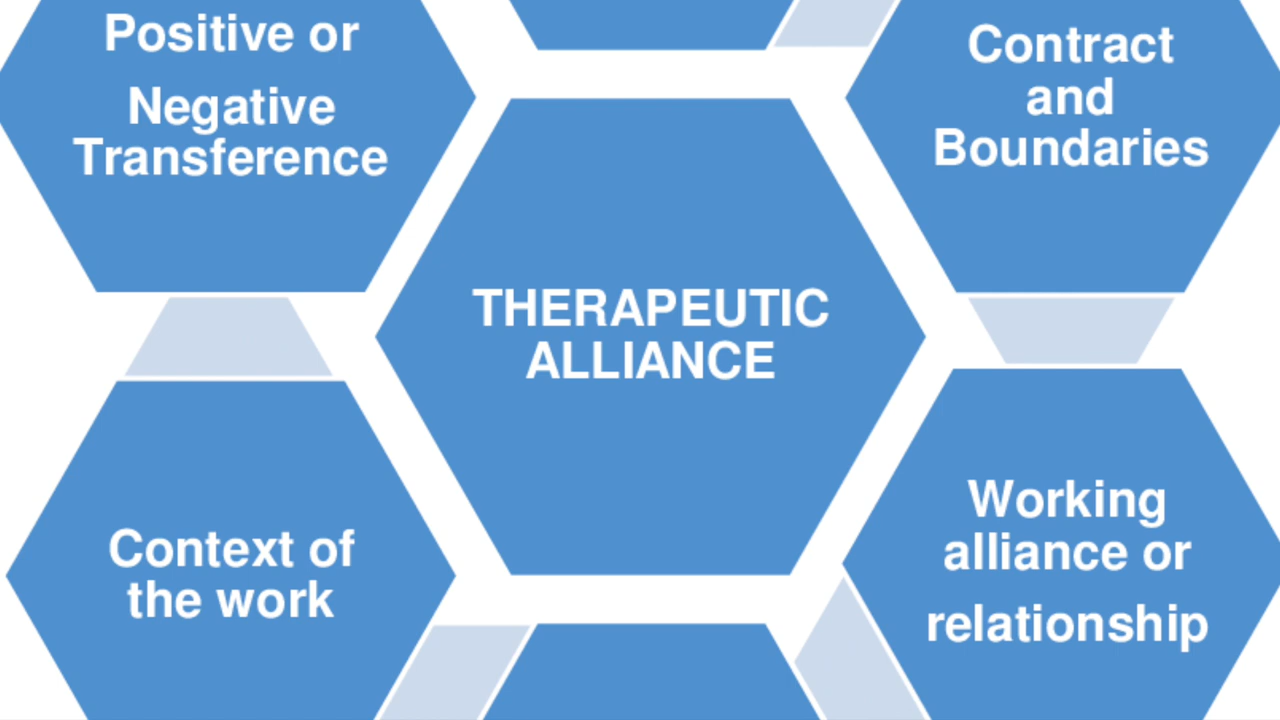 Positive or
Negative
Transference
Contract
and
Boundaries
THERAPEUTIC
ALLIANCE
Context of
the work
Working
alliance or
relationship